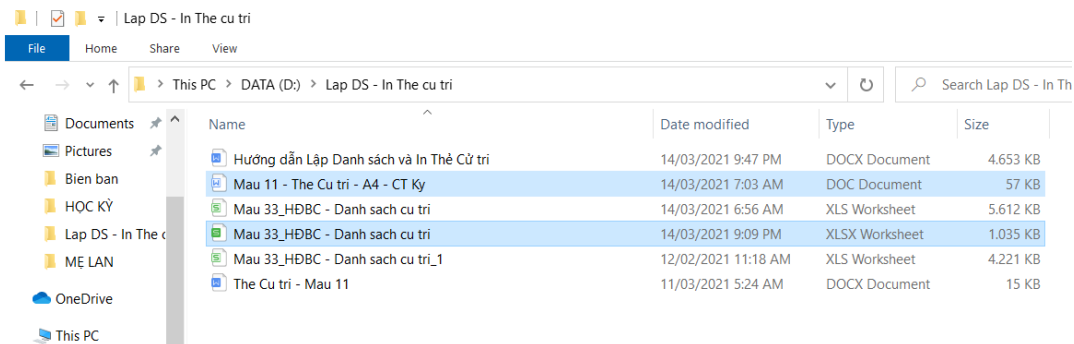 Lap DS - In The cu tri
File Home Share View
This PC > DATA (D:) > Lap DS - In The cu tri
Search Lap DS - In Th
Name Date modified Type Size
Documents
Pictures
Bien ban
HỌC KỲ
Lap DS - In The c
MẸ LAN
OneDrive
This PC
Hướng dẫn Lập Danh sách và In Thẻ Cử tri 14/03/2021 9:47 PM DOCX Document 4.653 KB
Mau 11 - The Cu tri - A4 - CT Ky 14/03/2021 7:03 AM DOC Document 57 KB
Mau 33_HĐBC - Danh sach cu tri 14/03/2021 6:56 AM XLS Worksheet 5.612 KB
Mau 33_HĐBC - Danh sach cu tri 14/03/2021 9:09 PM XLSX Worksheet 1.035 KB
Mau 33_HĐBC - Danh sach cu tri_1 12/02/2021 11:18 AM XLS Worksheet 4.221 KB
The Cu tri - Mau 11 11/03/2021 5:24 AM DOCX Document 15 KB